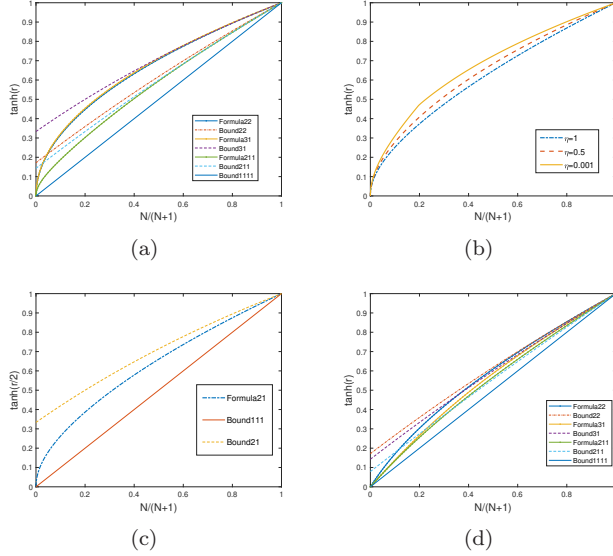 1
0.9
0.8
0.7
0.6
0.5
0.4
0.3
0.2
0.1
0
tanh(r)
Formula22
Bound22
Formula31
Bound31
Formula211
Bound211
Bound1111
0 0.2 0.4 0.6 0.8 1
N/(N+1)
(a)
1
0.9
0.8
0.7
0.6
0.5
0.4
0.3
0.2
0.1
0
tanh(r)
η=1
η=0.5
η=0.001
0 0.2 0.4 0.6 0.8
N/(N+1)
(b)
1
0.9
0.8
0.7
0.6
0.5
0.4
0.3
0.2
0.1
0
tanh(r/2)
Formula21
Bound111
Bound21
0 0.2 0.4 0.6 0.8 1
N/(N+1)
(c)
1
0.9
0.8
0.7
0.6
0.5
0.4
0.3
0.2
0.1
0
tanh(r)
Formula22
Bound22
Formula31
Bound31
Formula211
Bound211
Bound1111
0 0.2 0.4 0.6 0.8
N/(N+1)
(d)